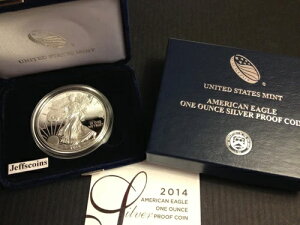 UNITED STATES MINT
UNITED STATES MINT
AMERICAN EAGLE
ONE OUNCE SILVER PROOF COIN
Jeffscoins
2014
AMERICAN EAGLE
ONE OUNCE
Silver PROOF COIN